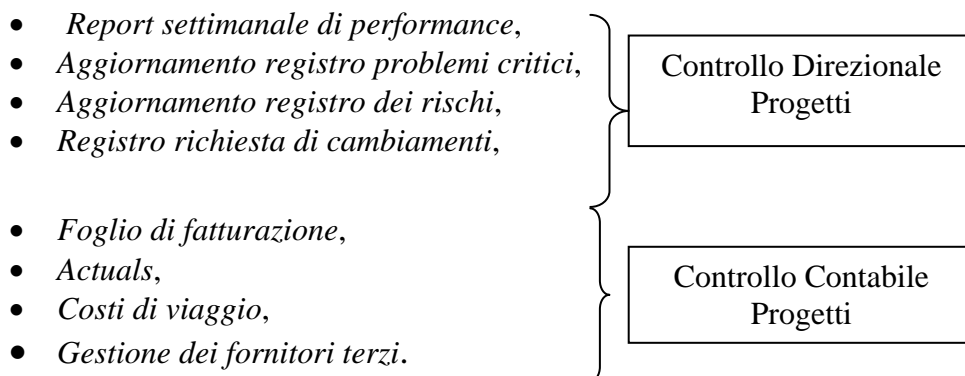 • Report settimanale di performance,
• Aggiornamento registro problemi critici,
• Aggiornamento registro dei rischi,
• Registro richiesta di cambiamenti,
Controllo Direzionale
Progetti
• Foglio di fatturazione,
• Actuals,
• Costi di viaggio,
• Gestione dei fornitori terzi.
Controllo Contabile
Progetti